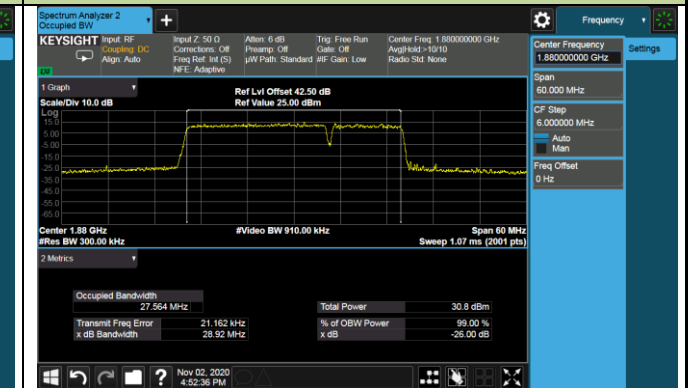 Spectrum Analyzer 2
Occupied BW
Frequency
KEYSIGHT
Input: RF
Coupling: DC
Align: Auto
Input Z: 50 Ω
Corrections: Off
Freq Ref: Int (S)
NFE: Adaptive
Atten: 6 dB
Preamp: Off
µW Path: Standard
Trig: Free Run
Gate: Off
#IF Gain: Low
Center Freq: 1.880000000 GHz
Avg|Hold:>10/10
Radio Std: None
Center Frequency
1.880000000 GHz
Settings
Span
60.000 MHz
CF Step
6.000000 MHz
Auto
Man
Freq Offset
0 Hz
1 Graph
Scale/Div 10.0 dB
Ref Lvl Offset 42.50 dB
Ref Value 25.00 dBm
Log
15.0
5.00
-5.00
-15.0
-25.0
-35.0
-45.0
-55.0
-65.0
Center 1.88 GHz
#Res BW 300.00 kHz
#Video BW 910.00 kHz
Span 60 MHz
Sweep 1.07 ms (2001 pts)
2 Metrics
Occupied Bandwidth
27.564 MHz
Total Power 30.8 dBm
Transmit Freq Error 21.162 kHz
% of OBW Power 99.00 %
x dB Bandwidth 28.92 MHz
x dB -26.00 dB
Nov 02, 2020
4:52:36 PM